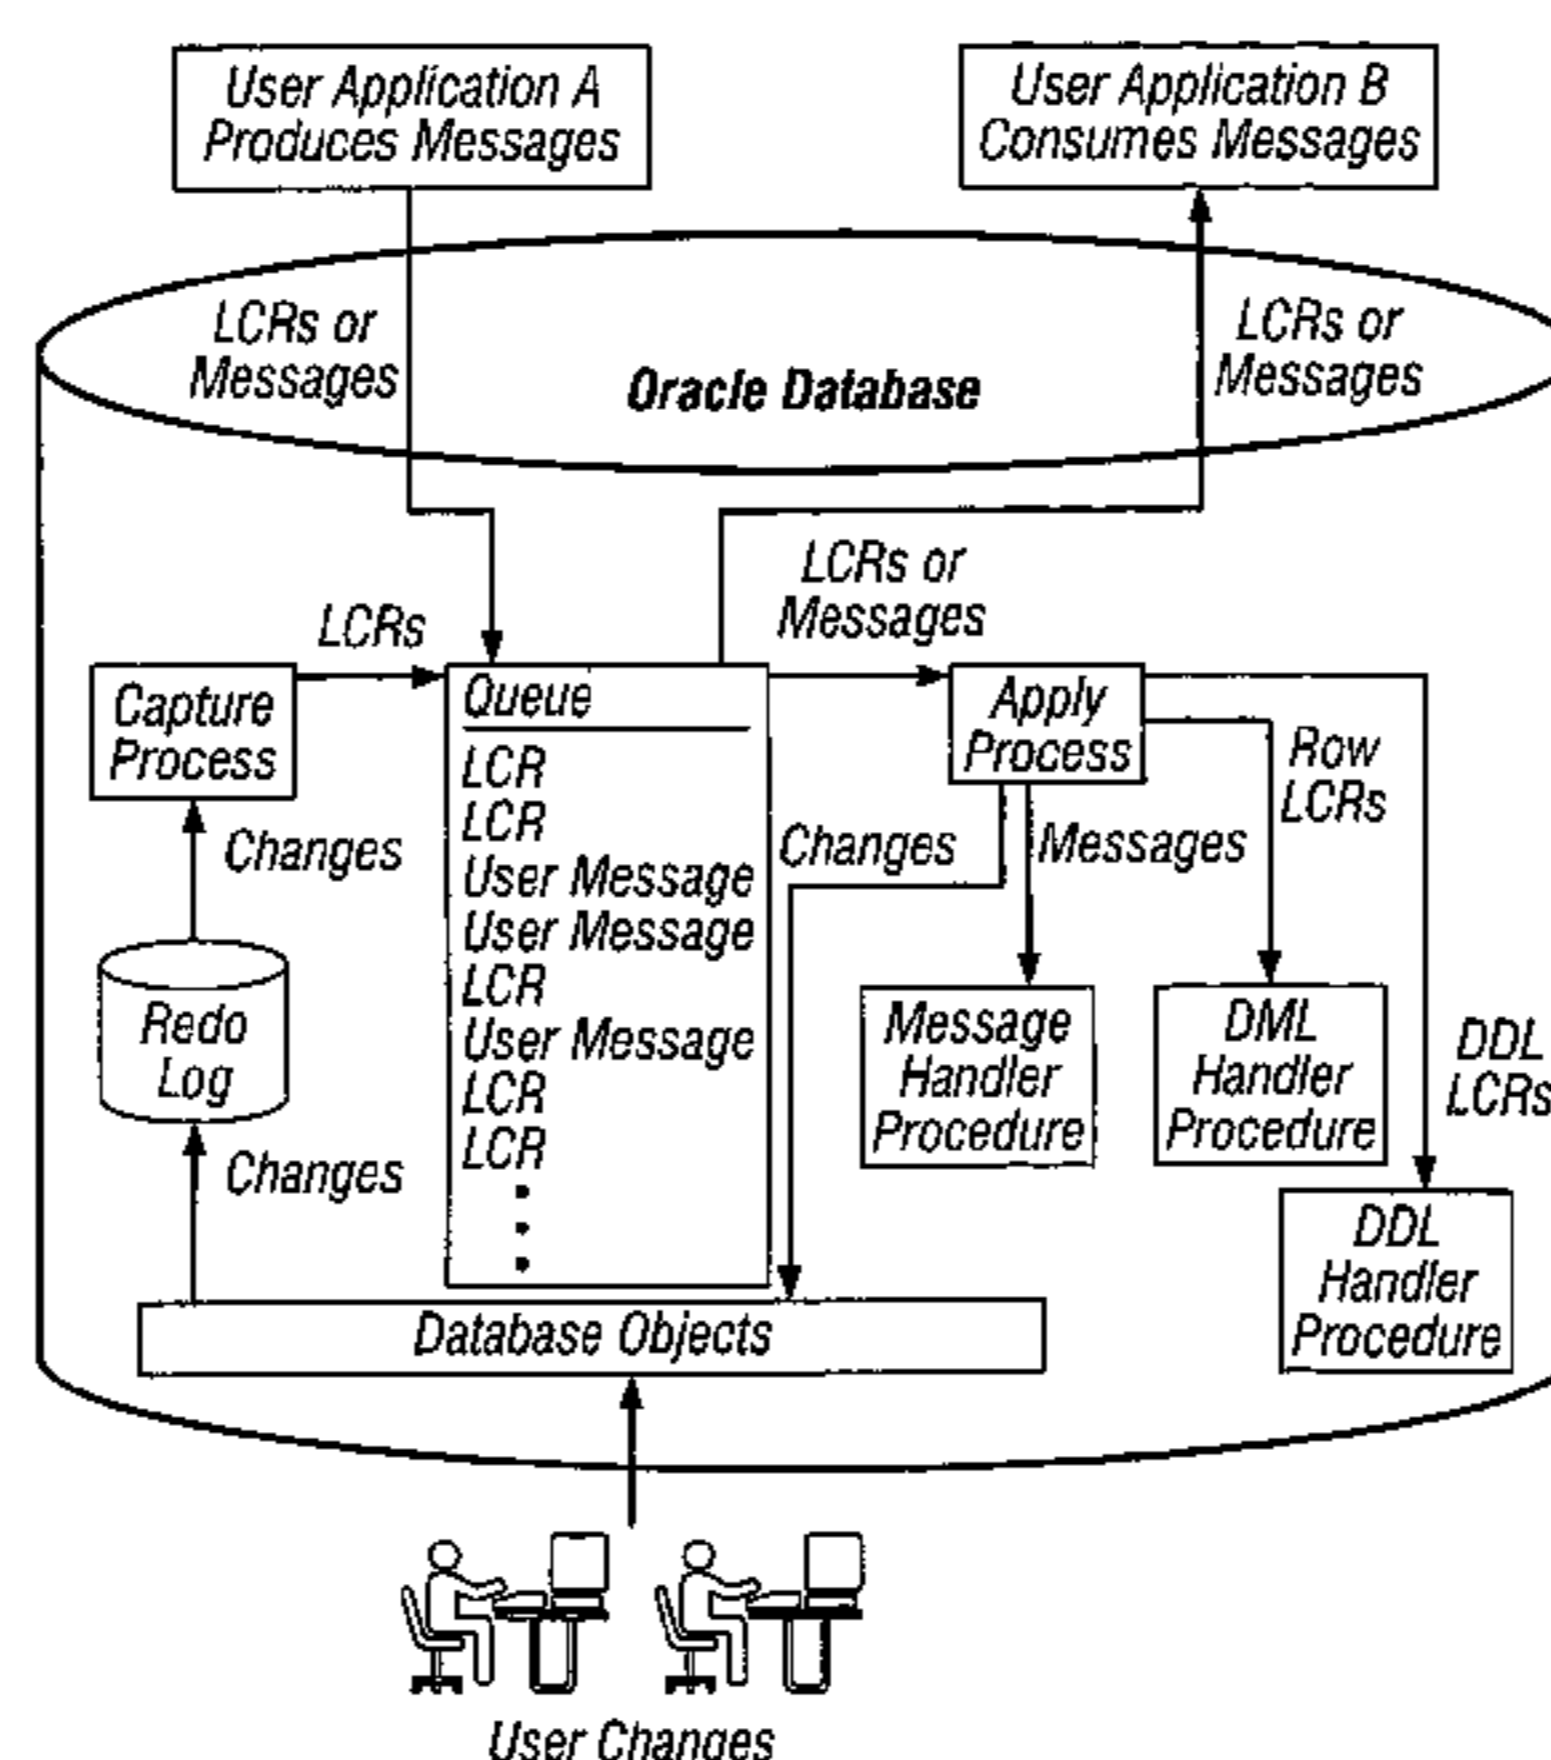 User Application A
Produces Messages
User Application B
Consumes Messages
LCRs or
Messages
Oracle Database
LCRs or
Messages
LCRs or
Messages
LCRs
Capture
Process
Queue
LCR
LCR
User Message
User Message
LCR
User Message
LCR
LCR
Apply
Process
Row
LCRs
Changes
Changes
Messages
Redo
Log
Message
Handler
Procedure
DML
Handler
Procedure
DDL
LCRs
Changes
DDL
Handler
Procedure
Database Objects
User Changes